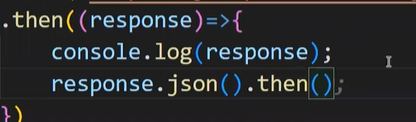 .then((response)=>{
console.log(response);
response.json().then();
})